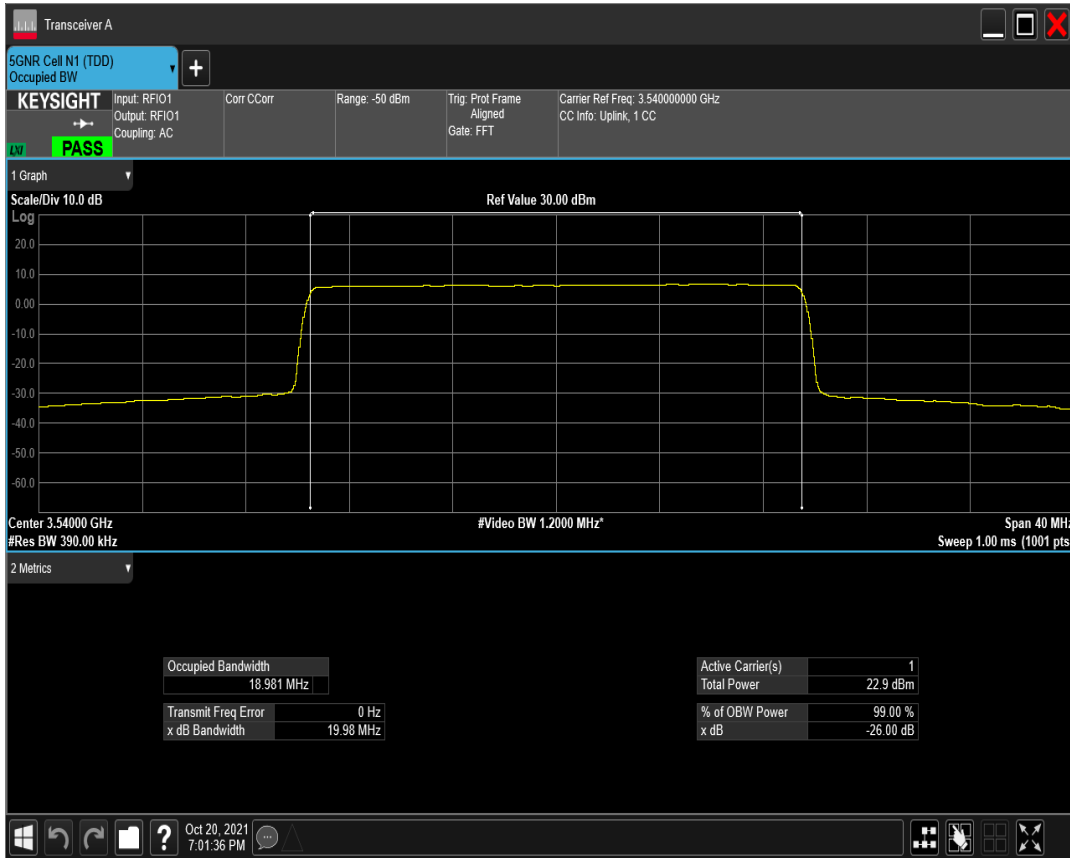 Transceiver A
5GNR Cell N1 (TDD)
Occupied BW
+
KEYSIGHT
LXI
PASS
Input: RFIO1
Output: RFIO1
Coupling: AC
Corr CCorr
Range: -50 dBm
Trig: Prot Frame
Aligned
Gate: FFT
Carrier Ref Freq: 3.540000000 GHz
CC Info: Uplink, 1 CC
1 Graph
Scale/Div 10.0 dB
Ref Value 30.00 dBm
Log
20.0
10.0
0.00
-10.0
-20.0
-30.0
-40.0
-50.0
-60.0
Center 3.54000 GHz
#Video BW 1.2000 MHz*
Span 40 MHz
#Res BW 390.00 kHz
Sweep 1.00 ms (1001 pts
2 Metrics
Occupied Bandwidth
18.981 MHz
Transmit Freq Error 0 Hz
x dB Bandwidth 19.98 MHz
Active Carrier(s) 1
Total Power 22.9 dBm
% of OBW Power 99.00 %
x dB -26.00 dB
?
Oct 20, 2021
7:01:36 PM